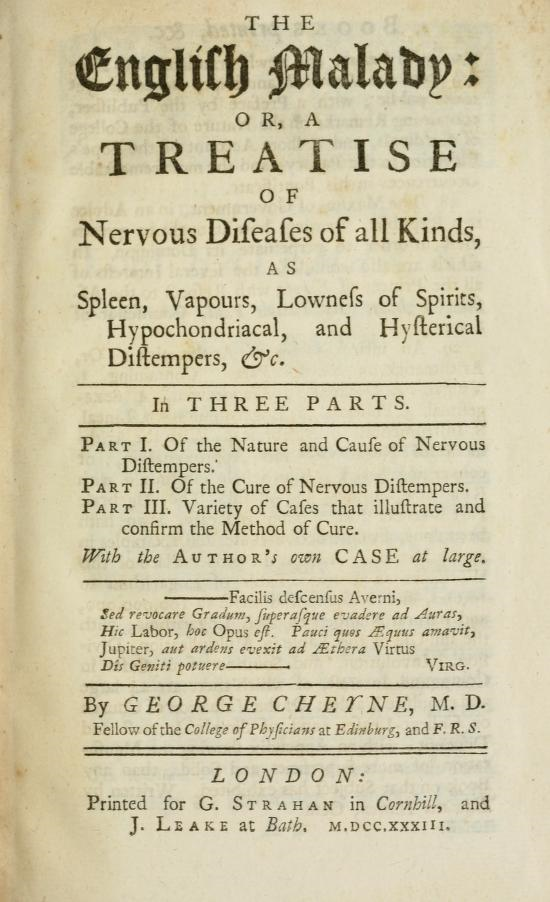 THE
Engliſh Malady:
OR, A
TREATISE
OF
Nervous Diſeaſes of all Kinds,
AS
Spleen, Vapours, Lowneſs of Spirits,
Hypochondriacal, and Hyſterical
Diſtempers, &c.
In THREE PARTS.
PART I. Of the Nature and Cauſe of Nervous
Diſtempers.
PART II. Of the Cure of Nervous Diſtempers.
PART III. Variety of Caſes that illuſtrate and
confirm the Method of Cure.
With the AUTHOR's own CASE at large.
———Facilis deſcenſus Averni,
Sed revocare Gradum, ſuperaſque evadere ad Auras,
Hic Labor, hoc Opus eſt. Pauci quos Æquus amavit,
Jupiter, aut ardens evexit ad Æthera Virtus
Dis Geniti potuere——— VIRG.
By GEORGE CHEYNE, M. D.
Fellow of the College of Phyſicians at Edinburg, and F. R. S.
LONDON:
Printed for G. STRAHAN in Cornhill, and
J. LEAKE at Bath. M.DCC.XXXIII.